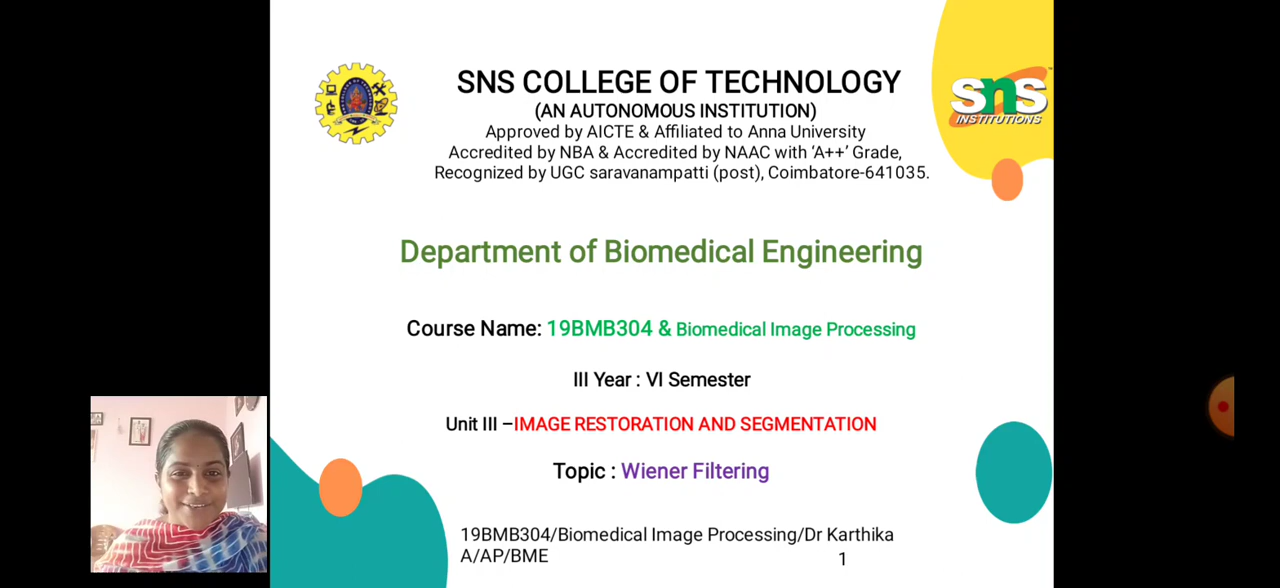 SNS COLLEGE OF TECHNOLOGY
(AN AUTONOMOUS INSTITUTION)
Approved by AICTE & Affiliated to Anna University
Accredited by NBA & Accredited by NAAC with ‘A++’ Grade,
Recognized by UGC saravanampatti (post), Coimbatore-641035.
sns
INSTITUTIONS
Department of Biomedical Engineering
Course Name: 19BMB304 & Biomedical Image Processing
III Year : VI Semester
Unit III –IMAGE RESTORATION AND SEGMENTATION
Topic : Wiener Filtering
19BMB304/Biomedical Image Processing/Dr Karthika
A/AP/BME
1